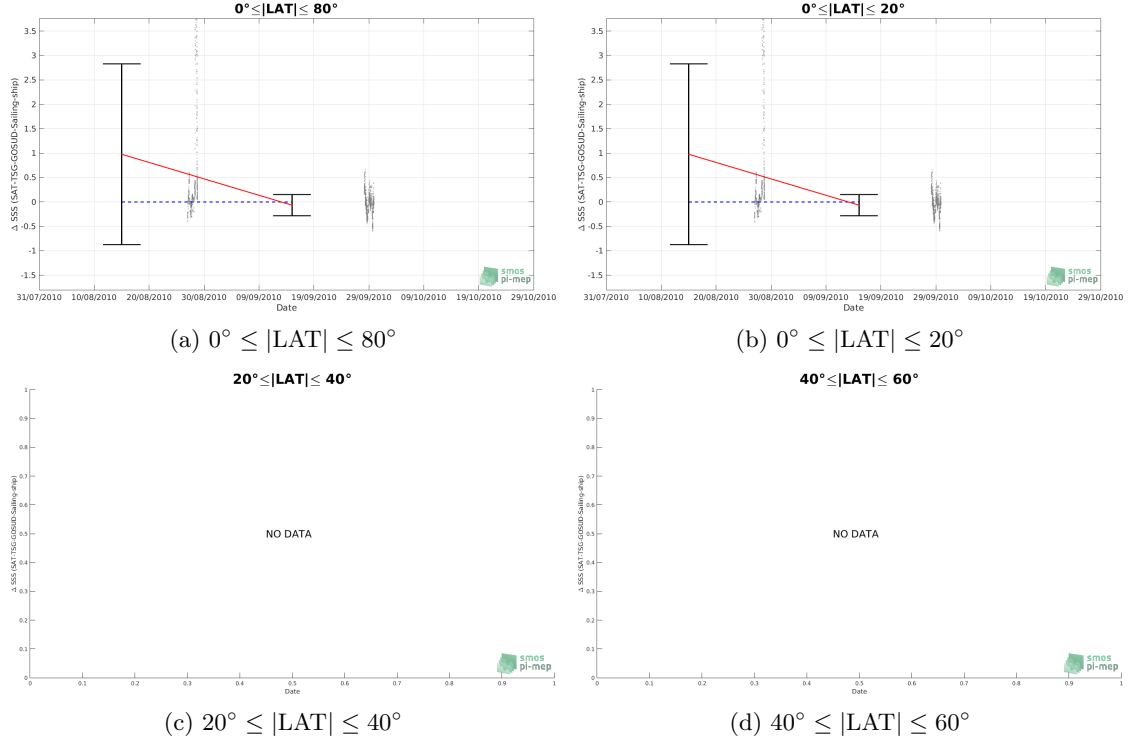 0°≤|LAT|≤ 80°
Δ SSS (SAT-TSG-GOSUD-Sailing-ship)
3.5
3
2.5
2
1.5
1
0.5
0
-0.5
-1
-1.5
31/07/2010 10/08/2010 20/08/2010 30/08/2010 09/09/2010 19/09/2010 29/09/2010 09/10/2010 19/10/2010 29/10/2010
Date
smos
pi-mep
(a) 0° ≤ |LAT| ≤ 80°
0°≤|LAT|≤ 20°
Δ SSS (SAT-TSG-GOSUD-Sailing-ship)
3.5
3
2.5
2
1.5
1
0.5
0
-0.5
-1
-1.5
31/07/2010 10/08/2010 20/08/2010 30/08/2010 09/09/2010 19/09/2010 29/09/2010 09/10/2010 19/10/2010 29/10/2010
Date
smos
pi-mep
(b) 0° ≤ |LAT| ≤ 20°
20°≤|LAT|≤ 40°
Δ SSS (SAT-TSG-GOSUD-Sailing-ship)
1
0.9
0.8
0.7
0.6
0.5
0.4
0.3
0.2
0.1
0
NO DATA
smos
pi-mep
0 0.1 0.2 0.3 0.4 0.5 0.6 0.7 0.8 0.9 1
Date
(c) 20° ≤ |LAT| ≤ 40°
40°≤|LAT|≤ 60°
Δ SSS (SAT-TSG-GOSUD-Sailing-ship)
1
0.9
0.8
0.7
0.6
0.5
0.4
0.3
0.2
0.1
0
NO DATA
smos
pi-mep
0 0.1 0.2 0.3 0.4 0.5 0.6 0.7 0.8 0.9 1
Date
(d) 40° ≤ |LAT| ≤ 60°